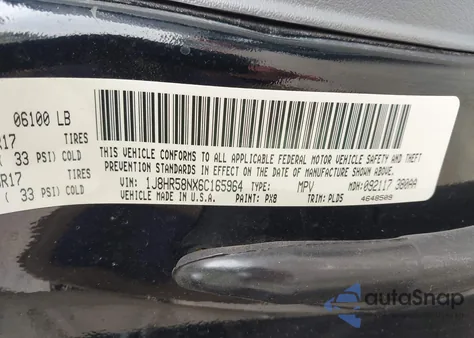 06100 LB
R17 TIRES
( 33 PSI) COLD
R17 TIRES
( 33 PSI) COLD
THIS VEHICLE CONFORMS TO ALL APPLICABLE FEDERAL MOTOR VEHICLE SAFETY AND THEFT
PREVENTION STANDARDS IN EFFECT ON THE DATE OF MANUFACTURE SHOWN ABOVE.
VIN: 1J8HR58NX6C165964 TYPE: MPV MDH: 092117 380AA
VEHICLE MADE IN U.S.A. PAINT: PX8 TRIM: PLD5 4648509
autoSnap